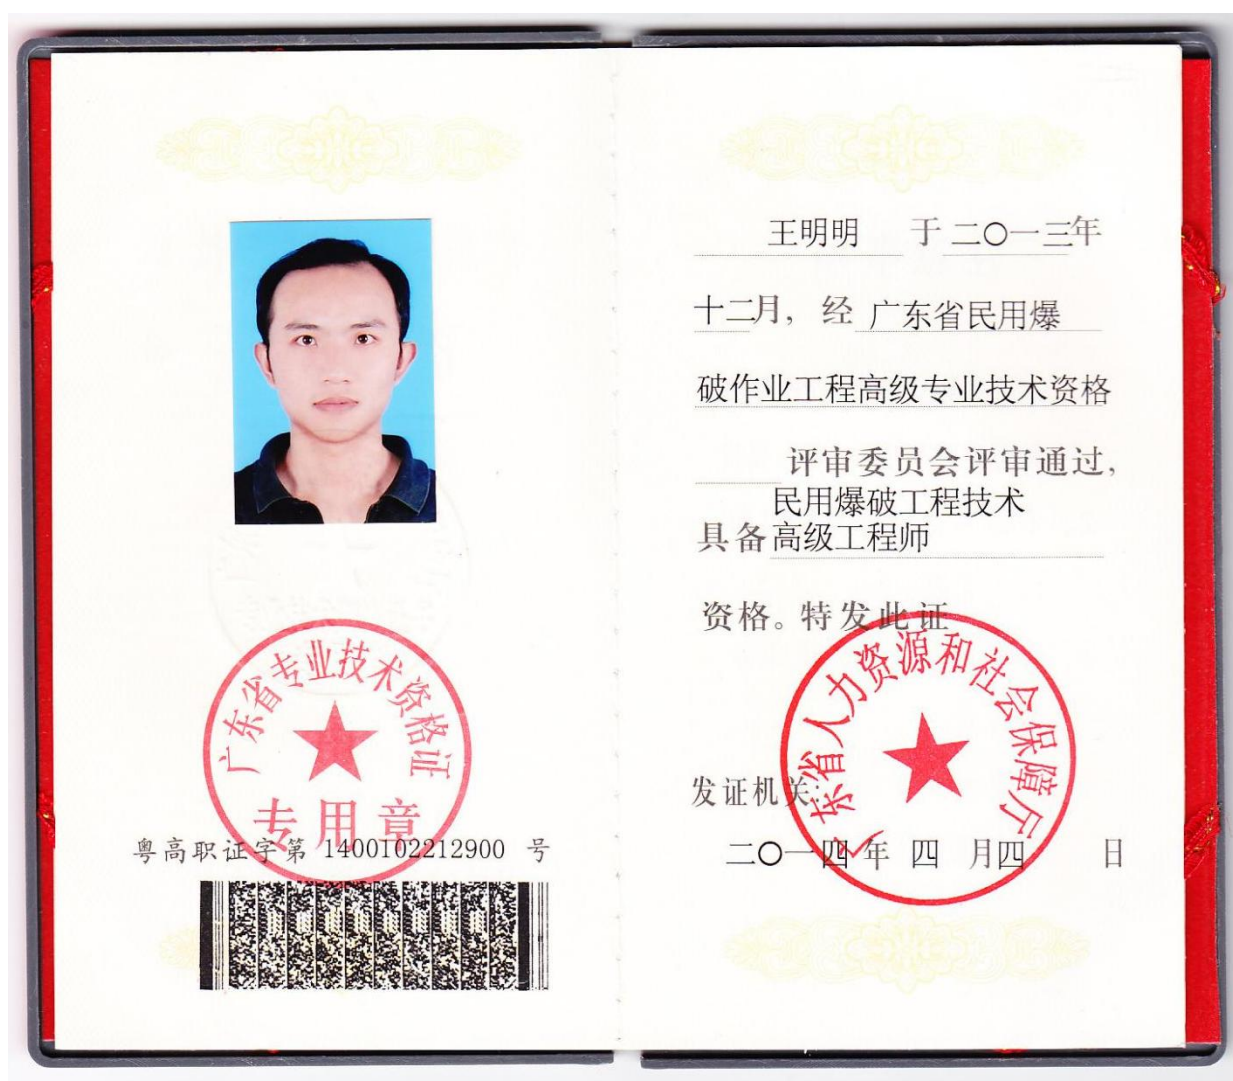 广东省专业技术资格证
专用章
粤高职证字第 1400102212900 号
王明明 于 二〇一三年
十二月，经 广东省民用爆
破作业工程高级专业技术资格
评审委员会评审通过，
民用爆破工程技术
具备高级工程师
资格。特发此证
广东省人力资源和社会保障厅
发证机关：
二〇一四 年 四 月四 日